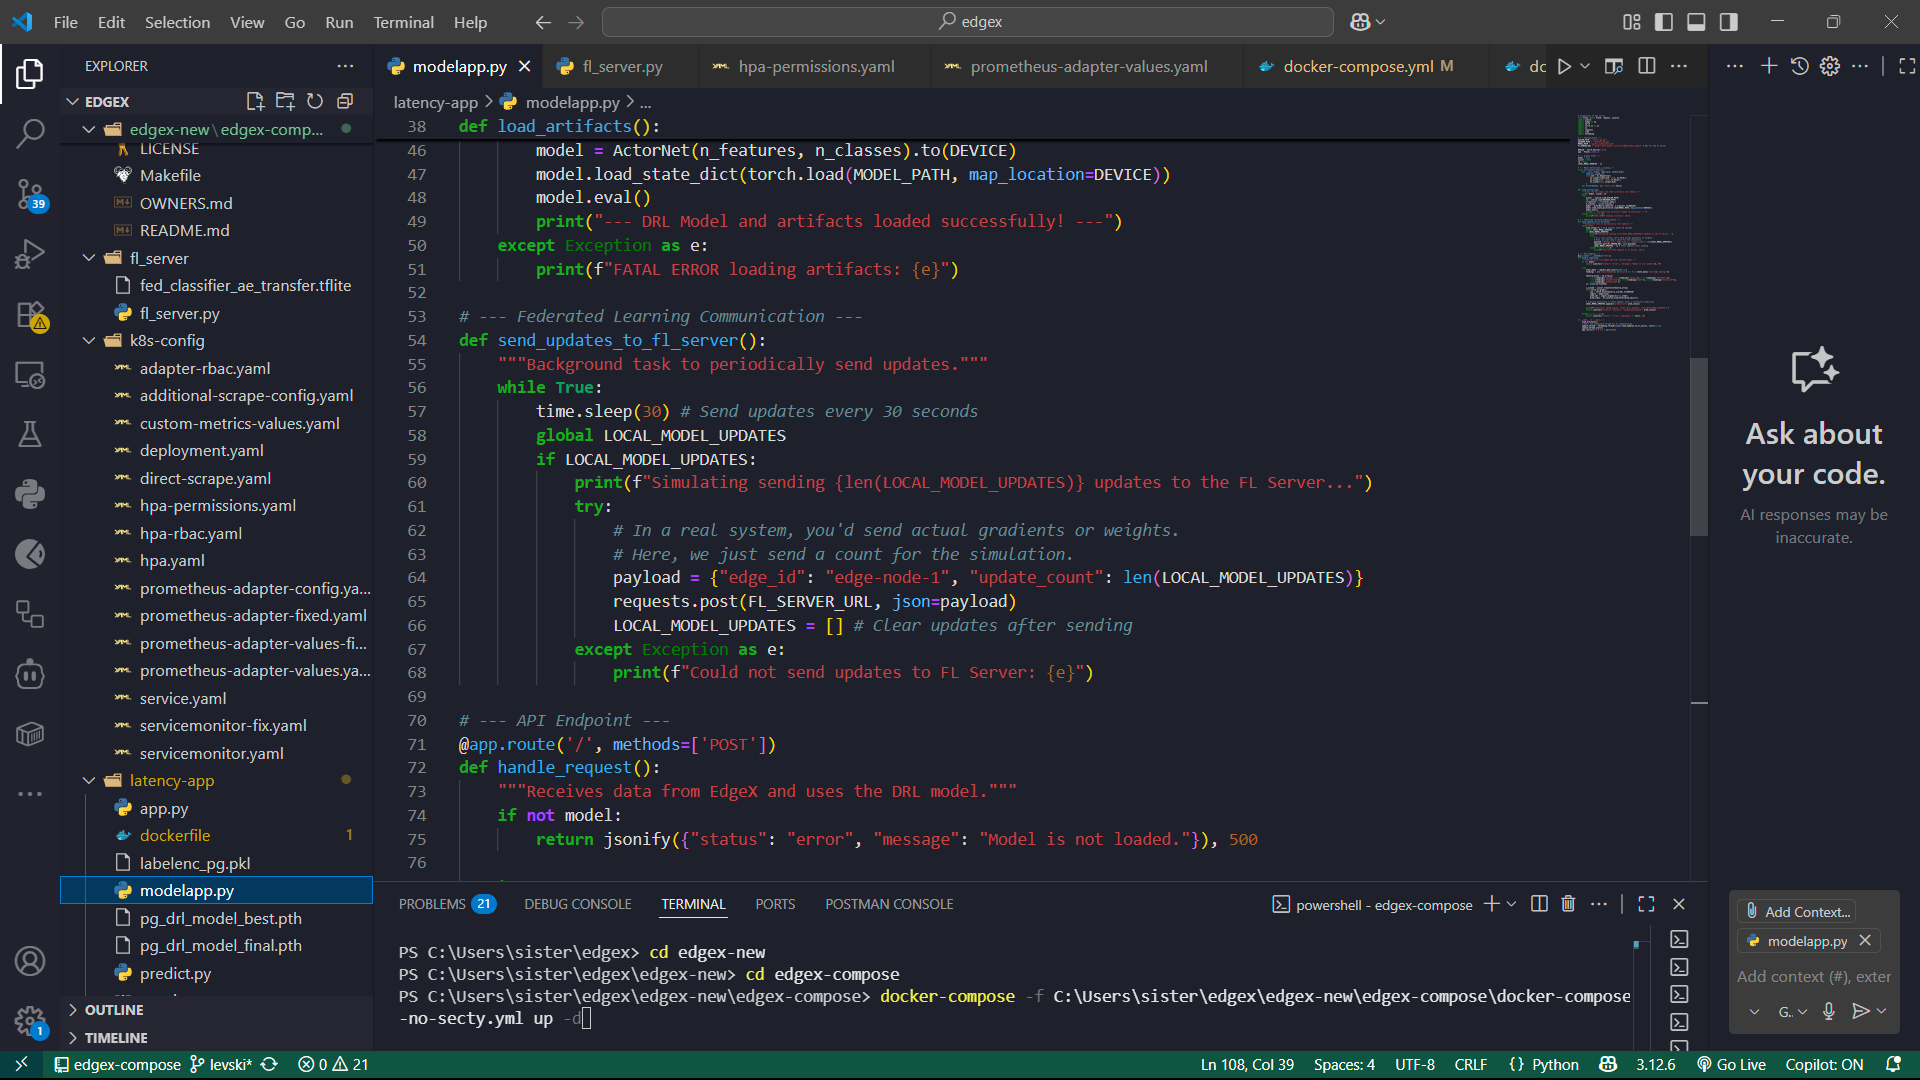 File Edit Selection View Go Run Terminal Help
edgex
EXPLORER
EDGEX
edgex-new\edgex-comp...
LICENSE
Makefile
OWNERS.md
README.md
fl_server
fed_classifier_ae_transfer.tflite
fl_server.py
k8s-config
adapter-rbac.yaml
additional-scrape-config.yaml
custom-metrics-values.yaml
deployment.yaml
direct-scrape.yaml
hpa-permissions.yaml
hpa-rbac.yaml
hpa.yaml
prometheus-adapter-config.ya...
prometheus-adapter-fixed.yaml
prometheus-adapter-values-fi...
prometheus-adapter-values.ya...
service.yaml
servicemonitor-fix.yaml
servicemonitor.yaml
latency-app
app.py
dockerfile 1
labelenc_pg.pkl
modelapp.py
pg_drl_model_best.pth
pg_drl_model_final.pth
predict.py
OUTLINE
TIMELINE
39
1
modelapp.py fl_server.py hpa-permissions.yaml prometheus-adapter-values.yaml docker-compose.yml M dc
latency-app > modelapp.py > ...
38 def load_artifacts():
46 model = ActorNet(n_features, n_classes).to(DEVICE)
47 model.load_state_dict(torch.load(MODEL_PATH, map_location=DEVICE))
48 model.eval()
49 print("--- DRL Model and artifacts loaded successfully! ---")
50 except Exception as e:
51 print(f"FATAL ERROR loading artifacts: {e}")
52
53 # --- Federated Learning Communication ---
54 def send_updates_to_fl_server():
55 """Background task to periodically send updates."""
56 while True:
57 time.sleep(30) # Send updates every 30 seconds
58 global LOCAL_MODEL_UPDATES
59 if LOCAL_MODEL_UPDATES:
60 print(f"Simulating sending {len(LOCAL_MODEL_UPDATES)} updates to the FL Server...")
61 try:
62 # In a real system, you'd send actual gradients or weights.
63 # Here, we just send a count for the simulation.
64 payload = {"edge_id": "edge-node-1", "update_count": len(LOCAL_MODEL_UPDATES)}
65 requests.post(FL_SERVER_URL, json=payload)
66 LOCAL_MODEL_UPDATES = [] # Clear updates after sending
67 except Exception as e:
68 print(f"Could not send updates to FL Server: {e}")
69
70 # --- API Endpoint ---
71 @app.route('/', methods=['POST'])
72 def handle_request():
73 """Receives data from EdgeX and uses the DRL model."""
74 if not model:
75 return jsonify({"status": "error", "message": "Model is not loaded."}), 500
76
PROBLEMS 21 DEBUG CONSOLE TERMINAL PORTS POSTMAN CONSOLE
powershell - edgex-compose
PS C:\Users\sister\edgex> cd edgex-new
PS C:\Users\sister\edgex\edgex-new> cd edgex-compose
PS C:\Users\sister\edgex\edgex-new\edgex-compose> docker-compose -f C:\Users\sister\edgex\edgex-new\edgex-compose\docker-compose
-no-secty.yml up -d
Ask about
your code.
AI responses may be
inaccurate.
Add Context...
modelapp.py
Add context (#), exter
G..
edgex-compose levski* 0 21
Ln 108, Col 39 Spaces: 4 UTF-8 CRLF {} Python 3.12.6 Go Live Copilot: ON